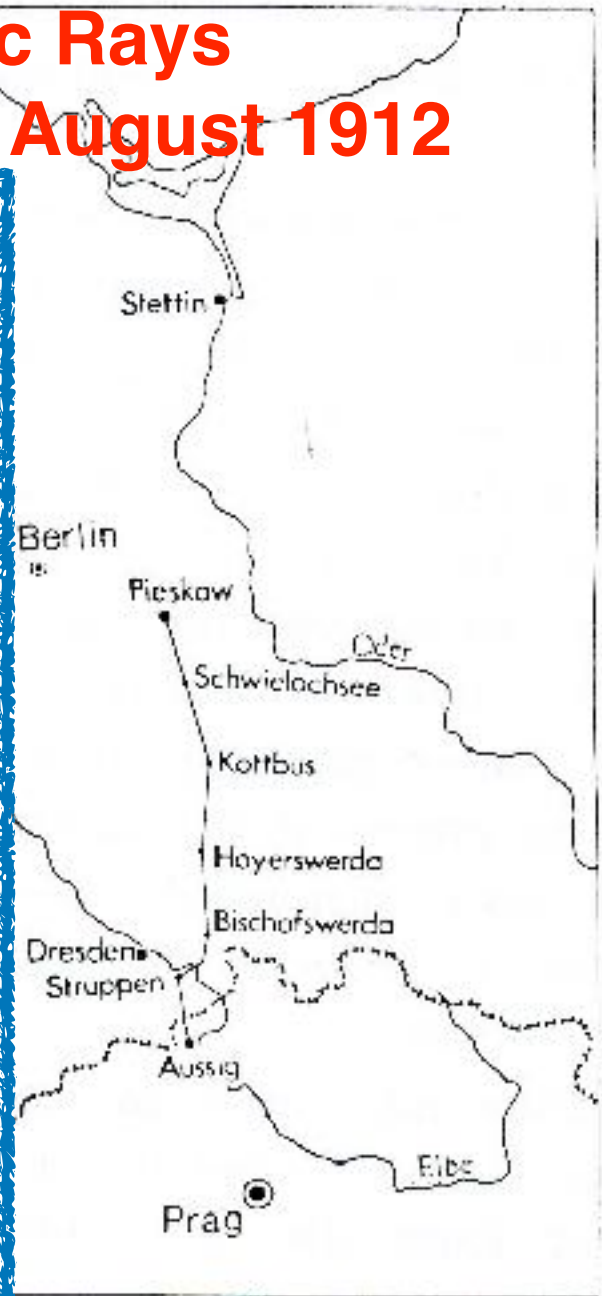 c Rays
August 1912
Stettin
Berlin
Pieskow
Oder
Schwielochsee
Kottbus
Hoyerswerda
Bischofswerda
Dresden
Struppen
Aussig
Elbe
Prag